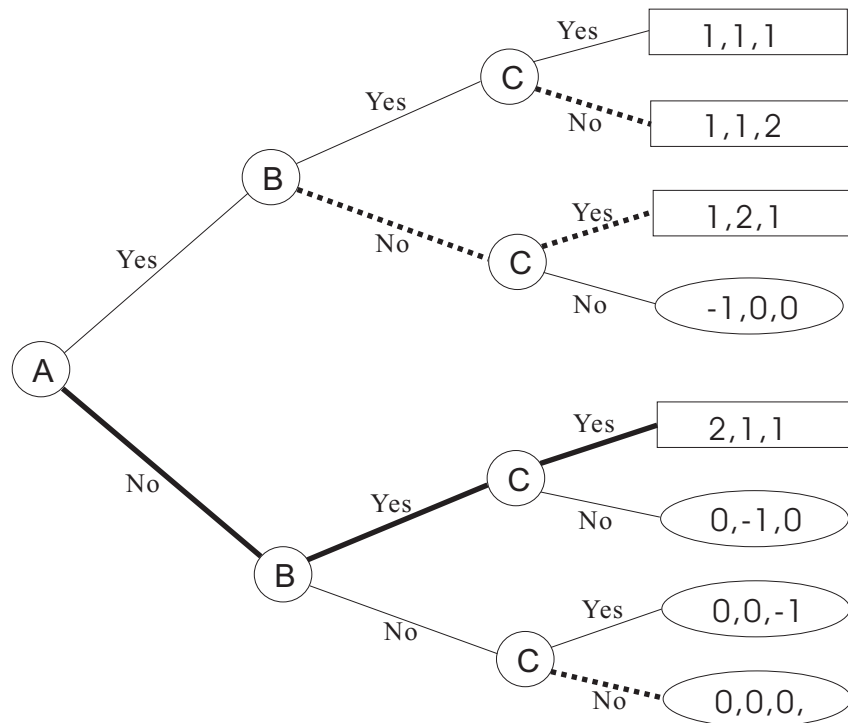 Yes
1,1,1
C
Yes
No
1,1,2
B
Yes
1,2,1
No
C
Yes
No
-1,0,0
A
2,1,1
Yes
No
C
Yes
No
0,-1,0
B
Yes
0,0,-1
No
C
No
0,0,0,